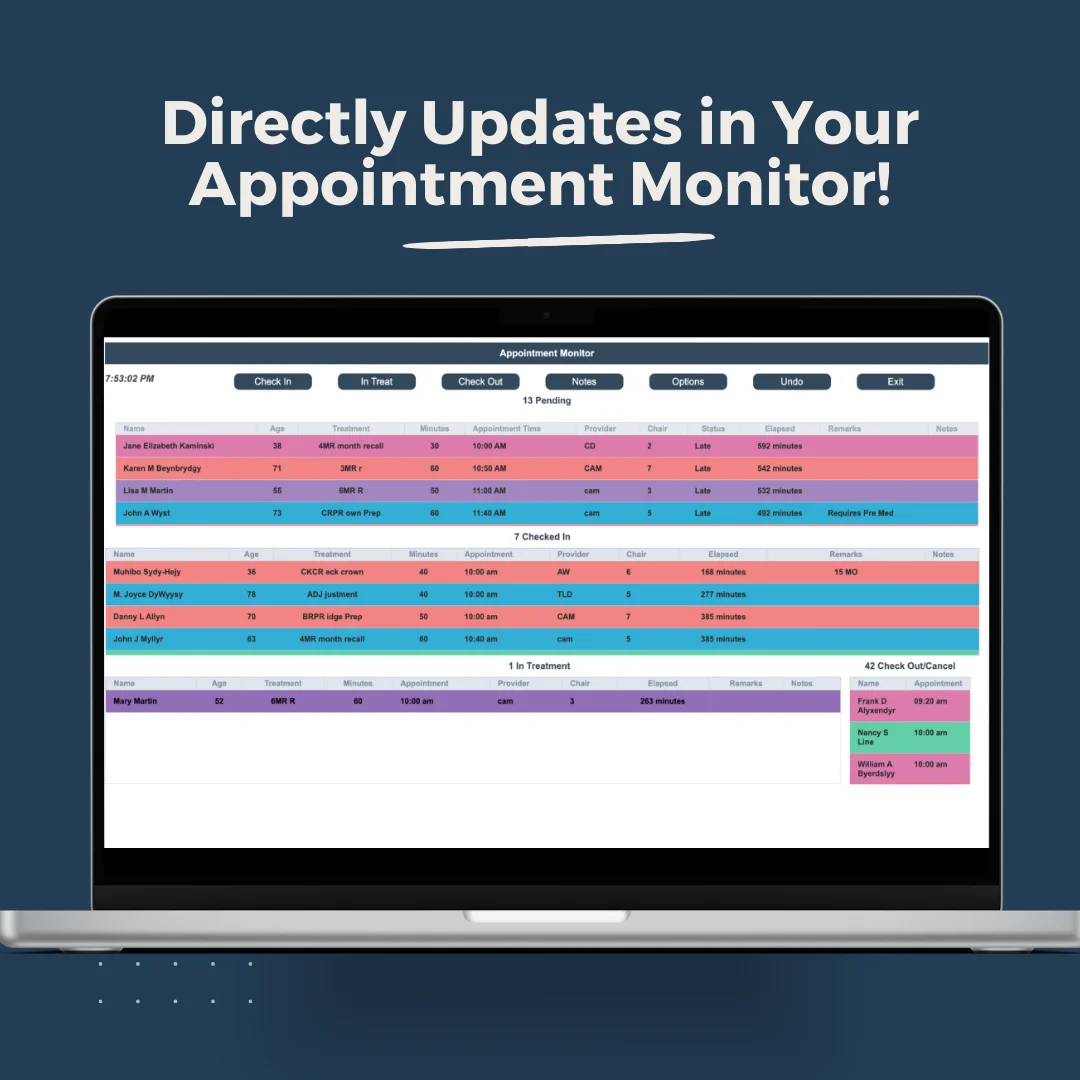 Directly Updates in Your
Appointment Monitor!
Appointment Monitor
7:53:02 PM
Check In In Treat Check Out Notes Options Undo Exit
13 Pending
Name Age Treatment Minutes Appointment Time Provider Chair Status Elapsed Remarks Notes
Jane Elizabeth Kaminski 38 4MR month recall 30 10:00 AM CD 2 Late 592 minutes
Karen M Beynbrydgy 71 3MR r 60 10:50 AM CAM 7 Late 542 minutes
Lisa M Martin 55 6MR R 50 11:00 AM cam 3 Late 532 minutes
John A Wyst 73 CRPR own Prep 60 11:40 AM cam 5 Late 492 minutes Requires Pre Med
7 Checked In
Name Age Treatment Minutes Appointment Provider Chair Elapsed Remarks Notes
Muhibo Sydy-Hejy 36 CKCR eck crown 40 10:00 am AW 6 168 minutes 15 MO
M. Joyce DyWyysy 78 ADJ justment 40 10:00 am TLD 5 277 minutes
Danny L Allyn 70 BRPR idge Prep 50 10:00 am CAM 7 385 minutes
John J Myllyr 63 4MR month recall 60 10:40 am cam 5 385 minutes
1 In Treatment
Name Age Treatment Minutes Appointment Provider Chair Elapsed Remarks Notes
Mary Martin 52 6MR R 60 10:00 am cam 3 263 minutes
42 Check Out/Cancel
Name Appointment
Frank D 09:20 am
Alyxendyr
Nancy S 10:00 am
Line
William A 10:00 am
Byerdslyy